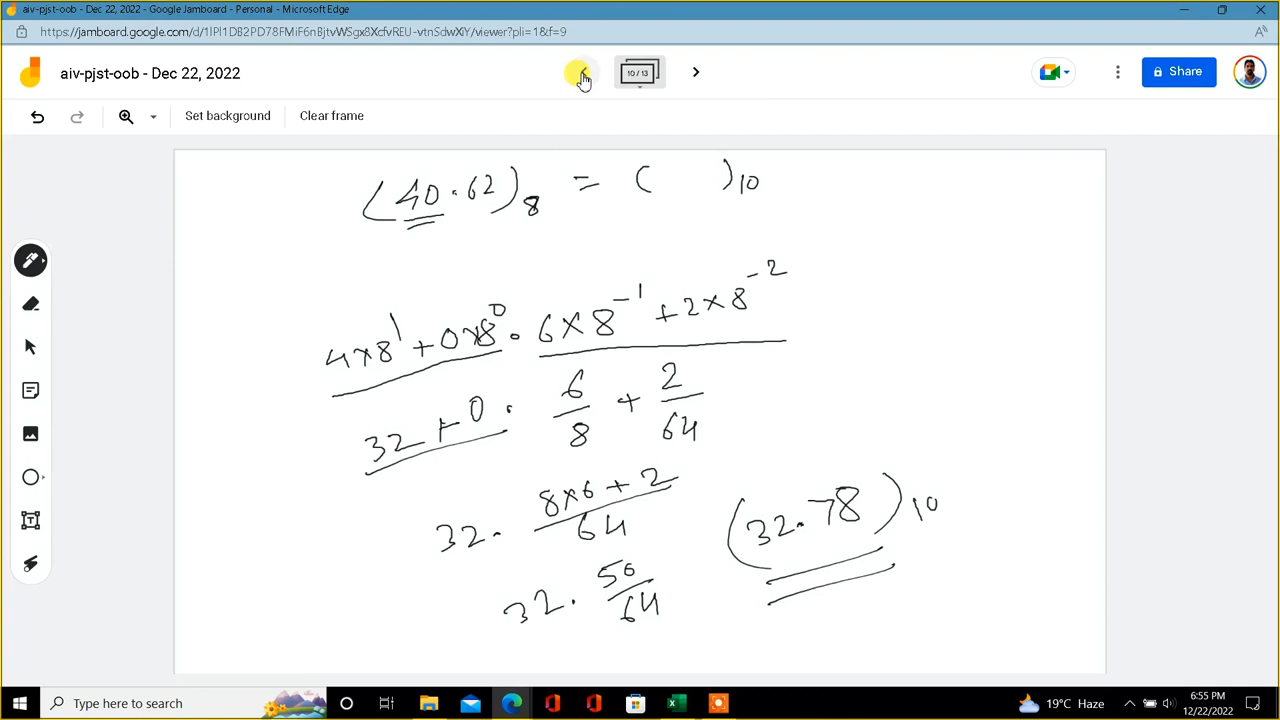 aiv-pjst-oob - Dec 22, 2022 - Google Jamboard - Personal - Microsoft Edge
https://jamboard.google.com/d/1lPl1DB2PD78FMiF6nBjtvWSgx8XcfvREU-vtnSdwXiY/viewer?pli=1&f=9
aiv-pjst-oob - Dec 22, 2022
10 / 13
Share
Set background
Clear frame
(40.62)8 = ( )10
4×8^1 + 0×8^0 . 6×8^-1 + 2×8^-2
32 + 0 . 6/8 + 2/64
32 . 8×6+2/64
(32.78)10
32 . 50/64
Type here to search
19°C Haze
6:55 PM
12/22/2022